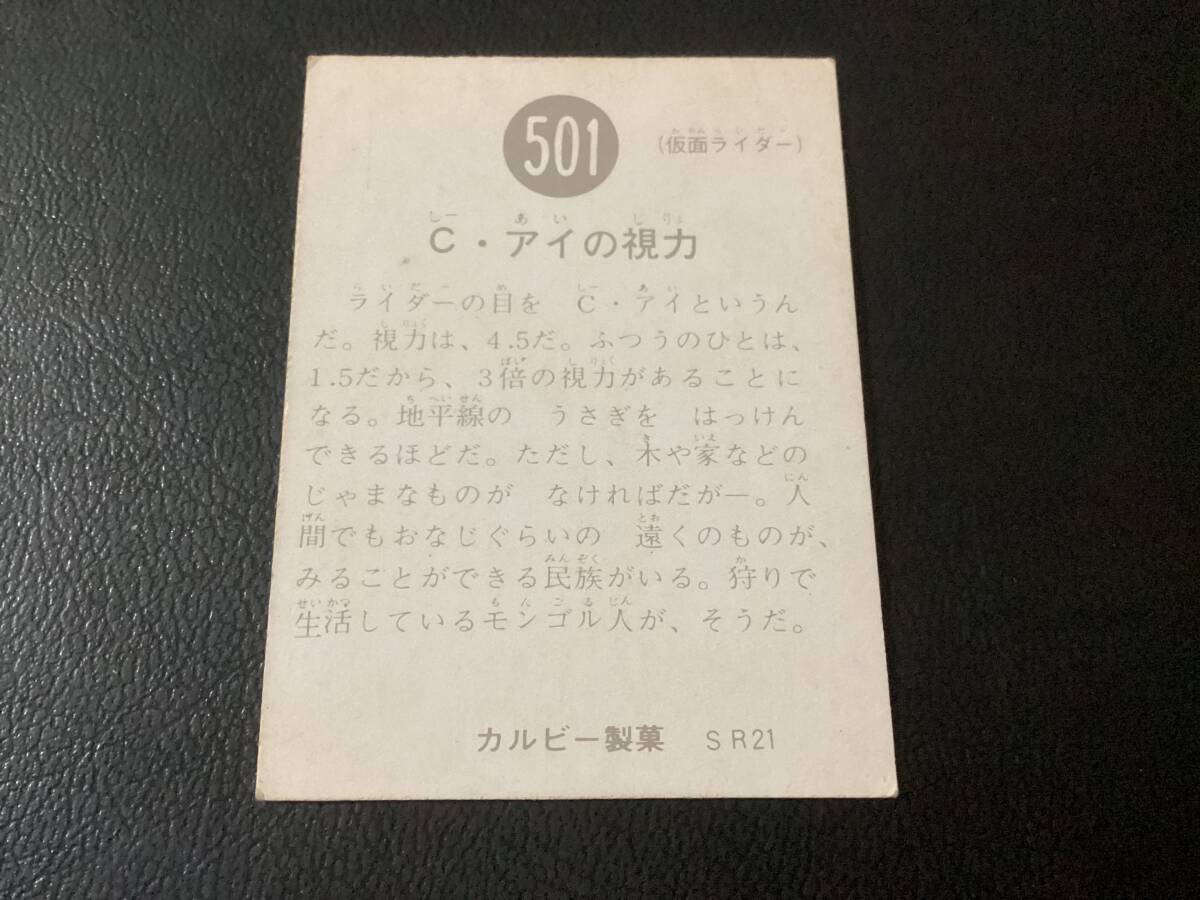 501
(仮面ライダー)
C・アイの視力
ライダーの目を　C・アイというん
だ。視力は、4.5だ。ふつうのひとは、
1.5だから、3倍の視力があることに
なる。地平線の　うさぎを　はっけん
できるほどだ。ただし、木や家などの
じゃまなものが　なければだが―。人
間でもおなじぐらいの　遠くのものが、
みることができる民族がいる。狩りで
生活しているモンゴル人が、そうだ。
カルビー製菓　SR21